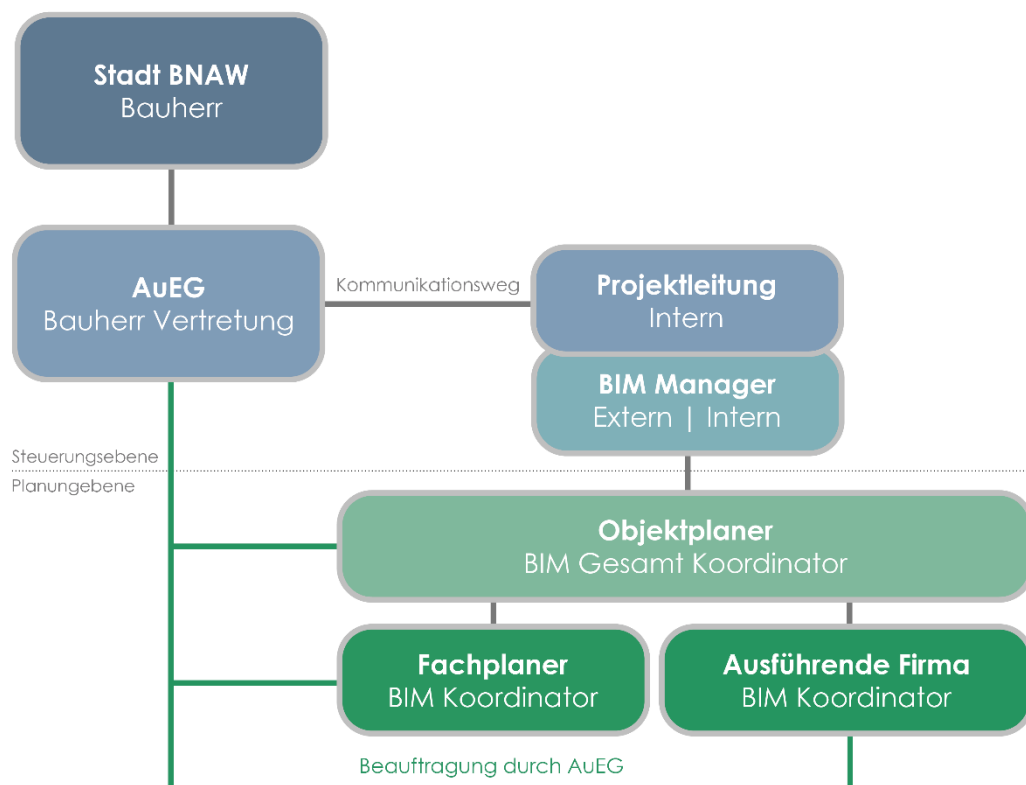 Stadt BNAW
Bauherr
AuEG
Bauherr Vertretung
Kommunikationsweg
Projektleitung
Intern
BIM Manager
Extern | Intern
Steuerungsebene
Planungebene
Objektplaner
BIM Gesamt Koordinator
Fachplaner
BIM Koordinator
Ausführende Firma
BIM Koordinator
Beauftragung durch AuEG